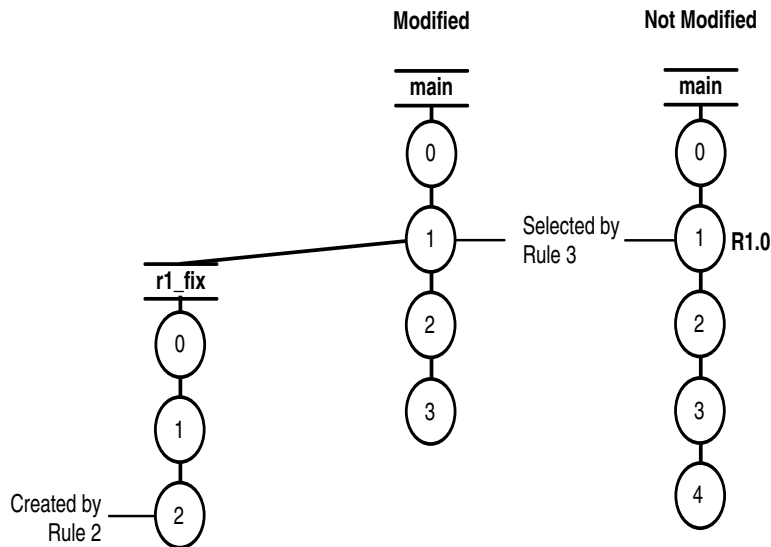 Modified
Not Modified
main
main
0
0
1
Selected by
Rule 3
1
R1.0
r1_fix
0
2
2
1
3
3
Created by
Rule 2
2
4